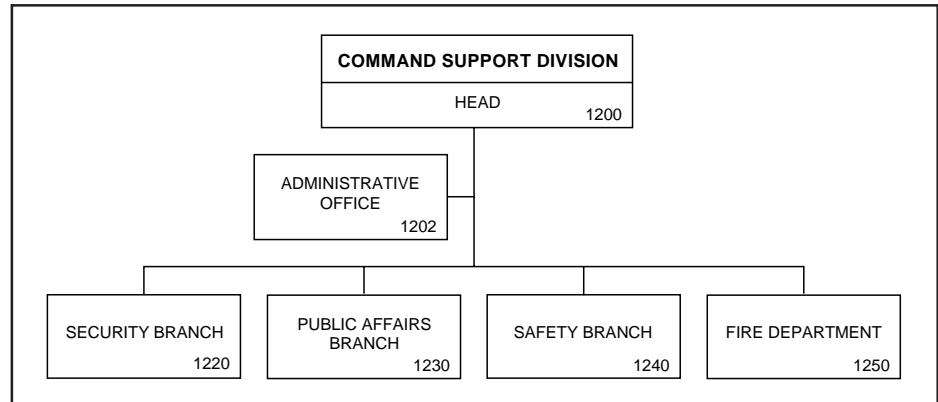 COMMAND SUPPORT DIVISION
HEAD
1200
ADMINISTRATIVE
OFFICE
1202
SECURITY BRANCH
1220
PUBLIC AFFAIRS
BRANCH
1230
SAFETY BRANCH
1240
FIRE DEPARTMENT
1250